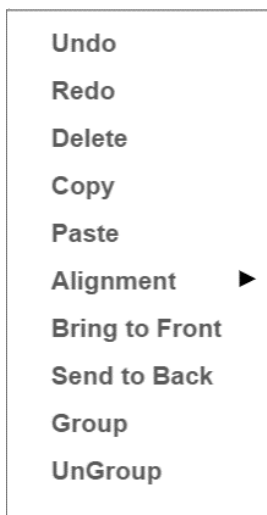 Undo
Redo
Delete
Copy
Paste
Alignment
Bring to Front
Send to Back
Group
UnGroup